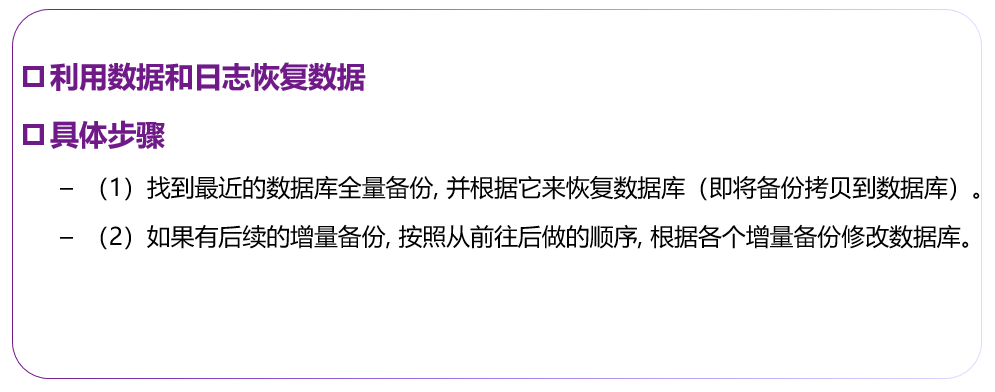 利用数据和日志恢复数据
具体步骤
– （1）找到最近的数据库全量备份, 并根据它来恢复数据库（即将备份拷贝到数据库）。
– （2）如果有后续的增量备份, 按照从前往后做的顺序, 根据各个增量备份修改数据库。